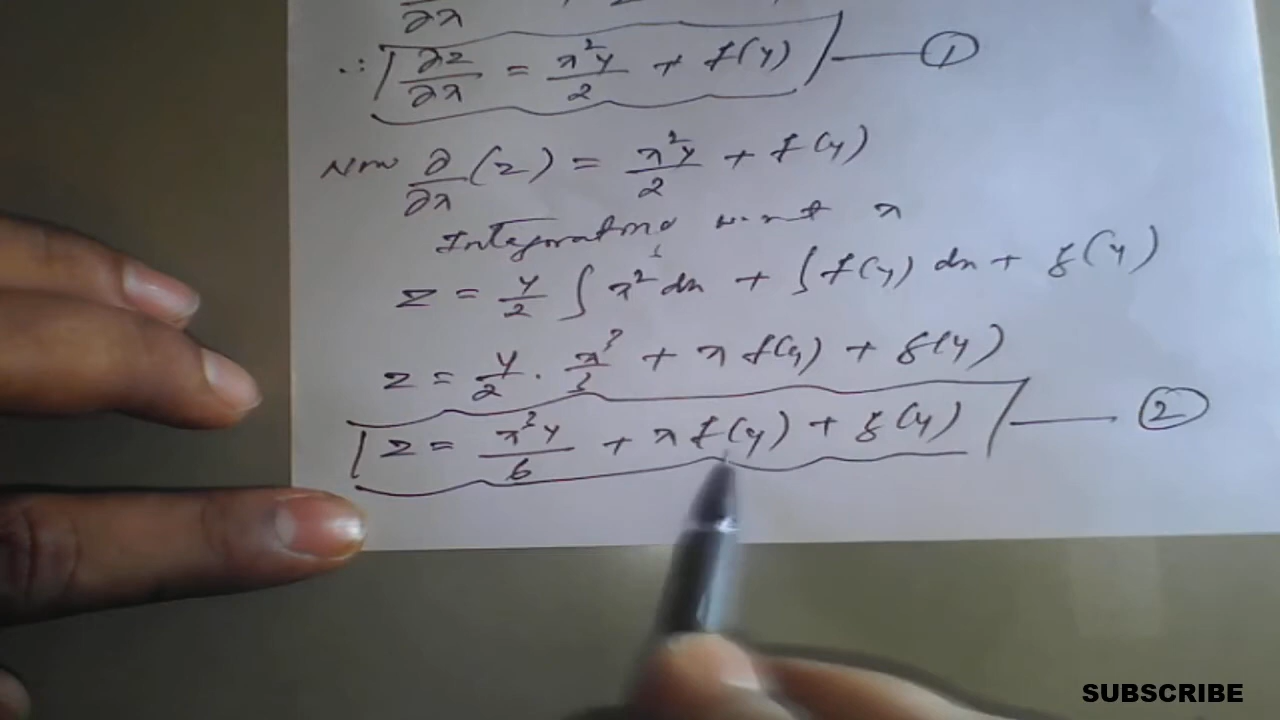 ∂x
∴ ∂z/∂x = x²y/2 + f(y) — ①
Now ∂/∂x (z) = x²y/2 + f(y)
Integrating w.r.t x
z = y/2 ∫ x² dx + ∫ f(y) dx + g(y)
z = y/2 · x³/3 + x f(y) + g(y)
z = x³y/6 + x f(y) + g(y) — ②
SUBSCRIBE